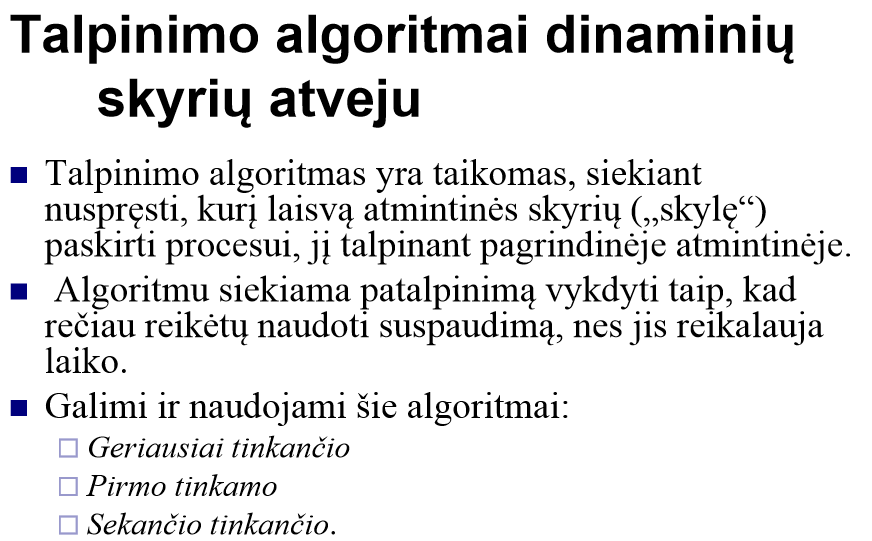 Talpinimo algoritmai dinaminių
skyrių atveju
Talpinimo algoritmas yra taikomas, siekiant
nuspręsti, kurį laisvą atmintinės skyrių („skylę“)
paskirti procesui, jį talpinant pagrindinėje atmintinėje.
Algoritmu siekiama patalpinimą vykdyti taip, kad
rečiau reikėtų naudoti suspaudimą, nes jis reikalauja
laiko.
Galimi ir naudojami šie algoritmai:
Geriausiai tinkančio
Pirmo tinkamo
Sekančio tinkančio.